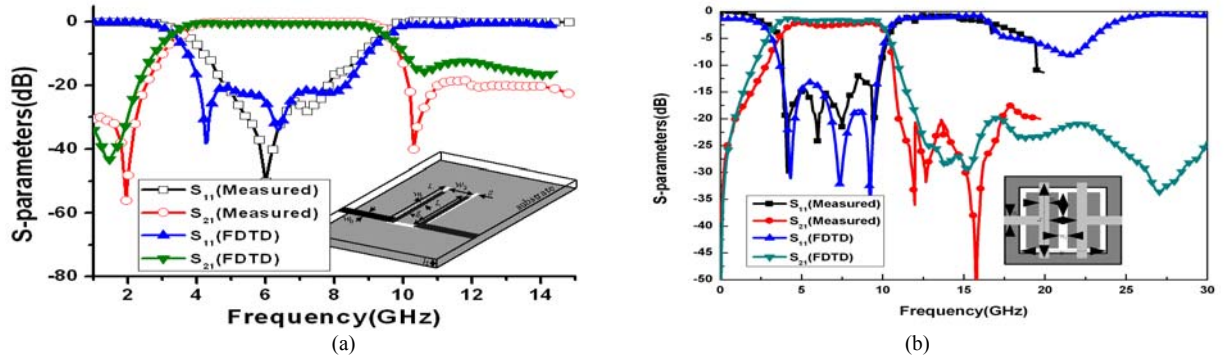 0
-20
-40
-60
-80
S-parameters(dB)
S11(Measured)
S21(Measured)
S11(FDTD)
S21(FDTD)
substrate
2 4 6 8 10 12 14
Frequency(GHz)
(a)
0
-5
-10
-15
-20
-25
-30
-35
-40
-45
-50
S-parameters(dB)
S11(Measured)
S21(Measured)
S11(FDTD)
S21(FDTD)
0 5 10 15 20 25 30
Frequency(GHz)
(b)